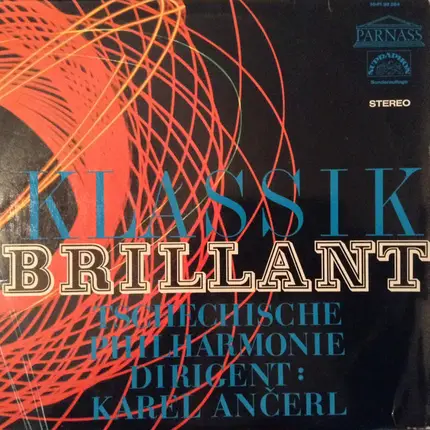 PARNASS
SUPRAPHON
STEREO
KLASSIK
BRILLANT
TSCHECHISCHE
PHILHARMONIE
DIRIGENT:
KAREL ANČERL